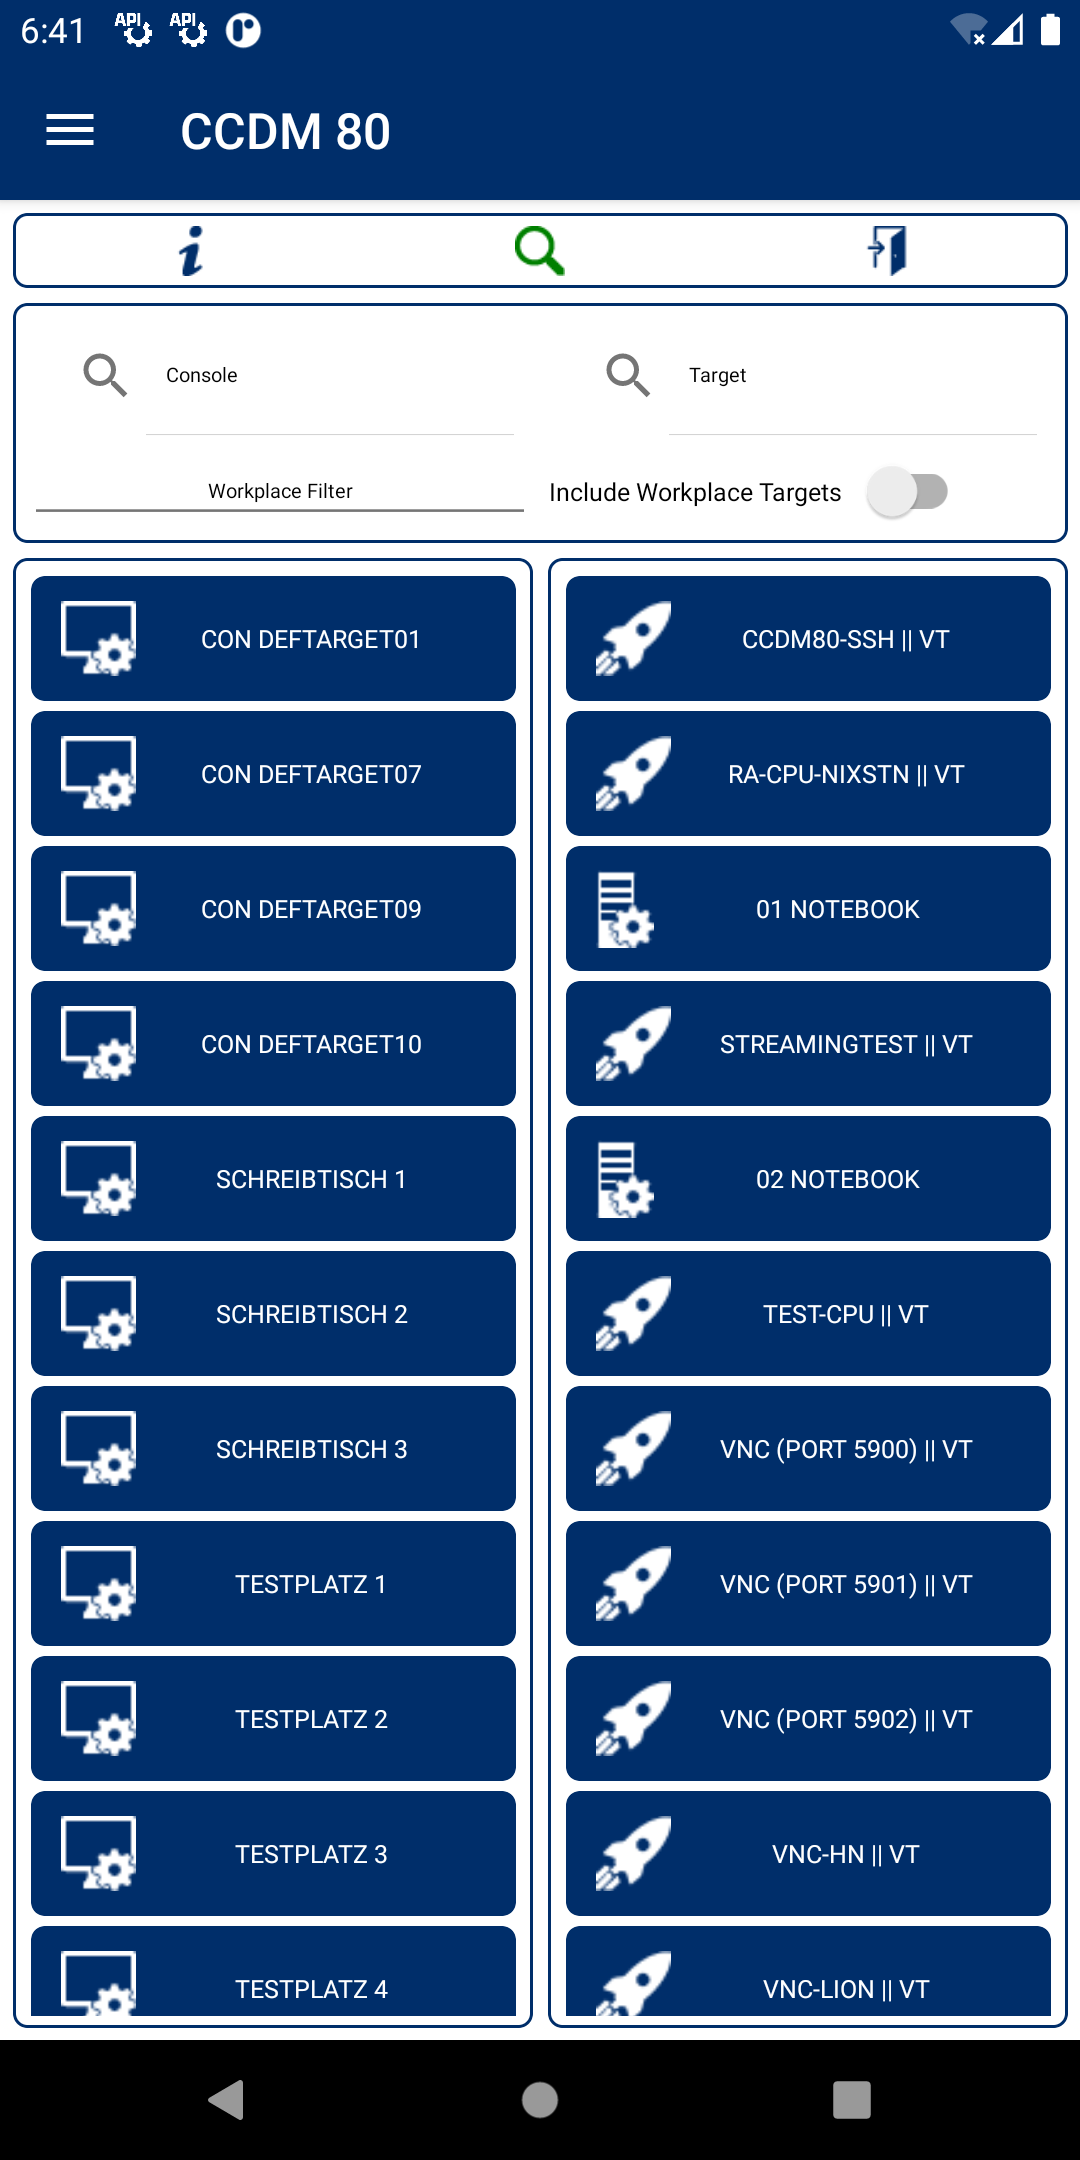 6:41 API API
CCDM 80
Console Target
Workplace Filter Include Workplace Targets
CON DEFTARGET01
CON DEFTARGET07
CON DEFTARGET09
CON DEFTARGET10
SCHREIBTISCH 1
SCHREIBTISCH 2
SCHREIBTISCH 3
TESTPLATZ 1
TESTPLATZ 2
TESTPLATZ 3
TESTPLATZ 4
CCDM80-SSH || VT
RA-CPU-NIXSTN || VT
01 NOTEBOOK
STREAMINGTEST || VT
02 NOTEBOOK
TEST-CPU || VT
VNC (PORT 5900) || VT
VNC (PORT 5901) || VT
VNC (PORT 5902) || VT
VNC-HN || VT
VNC-LION || VT